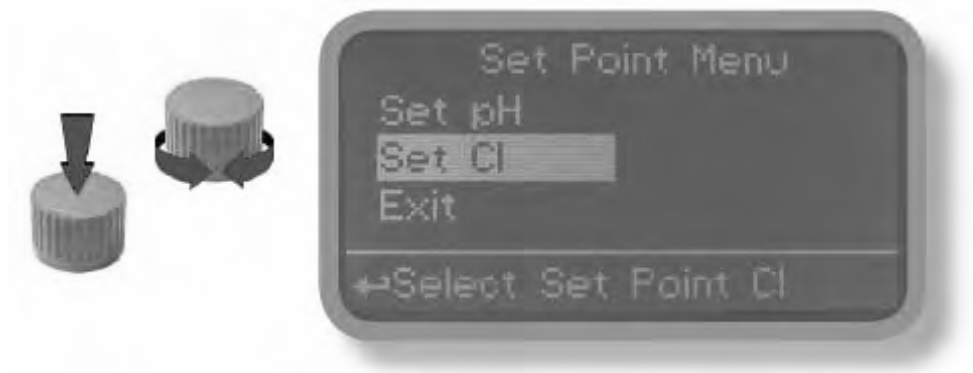 Set Point Menu
Set pH
Set Cl
Exit
↩Select Set Point Cl